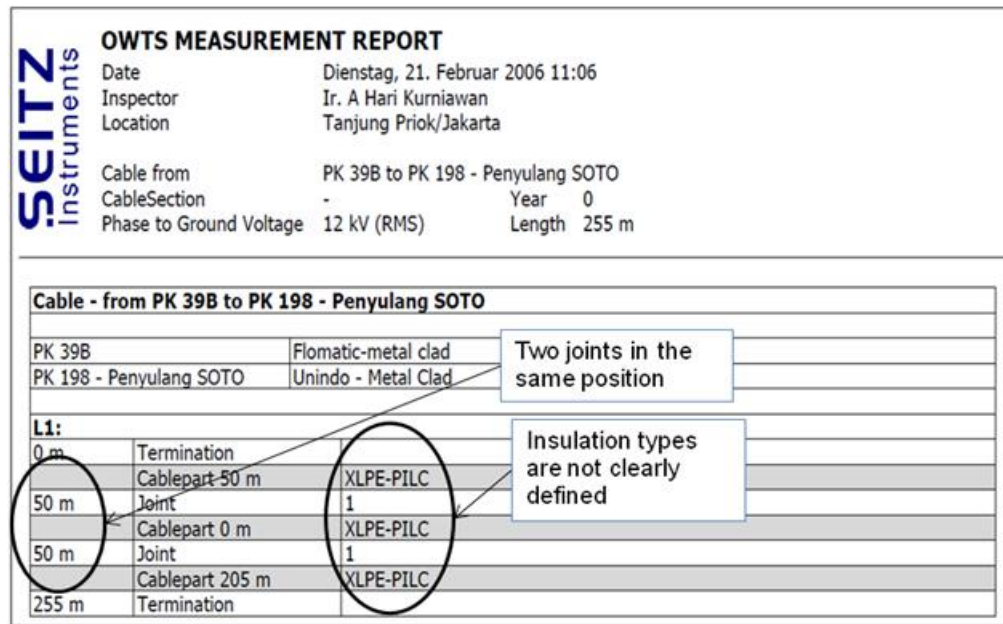 SEITZ
Instruments
OWTS MEASUREMENT REPORT
Date Dienstag, 21. Februar 2006 11:06
Inspector Ir. A Hari Kurniawan
Location Tanjung Priok/Jakarta
Cable from PK 39B to PK 198 - Penyulang SOTO
CableSection - Year 0
Phase to Ground Voltage 12 kV (RMS) Length 255 m
Cable - from PK 39B to PK 198 - Penyulang SOTO
PK 39B Flomatic-metal clad
PK 198 - Penyulang SOTO Unindo - Metal Clad
Two joints in the
same position
L1:
0 m Termination
Cablepart 50 m XLPE-PILC
50 m Joint 1
Cablepart 0 m XLPE-PILC
50 m Joint 1
Cablepart 205 m XLPE-PILC
255 m Termination
Insulation types
are not clearly
defined